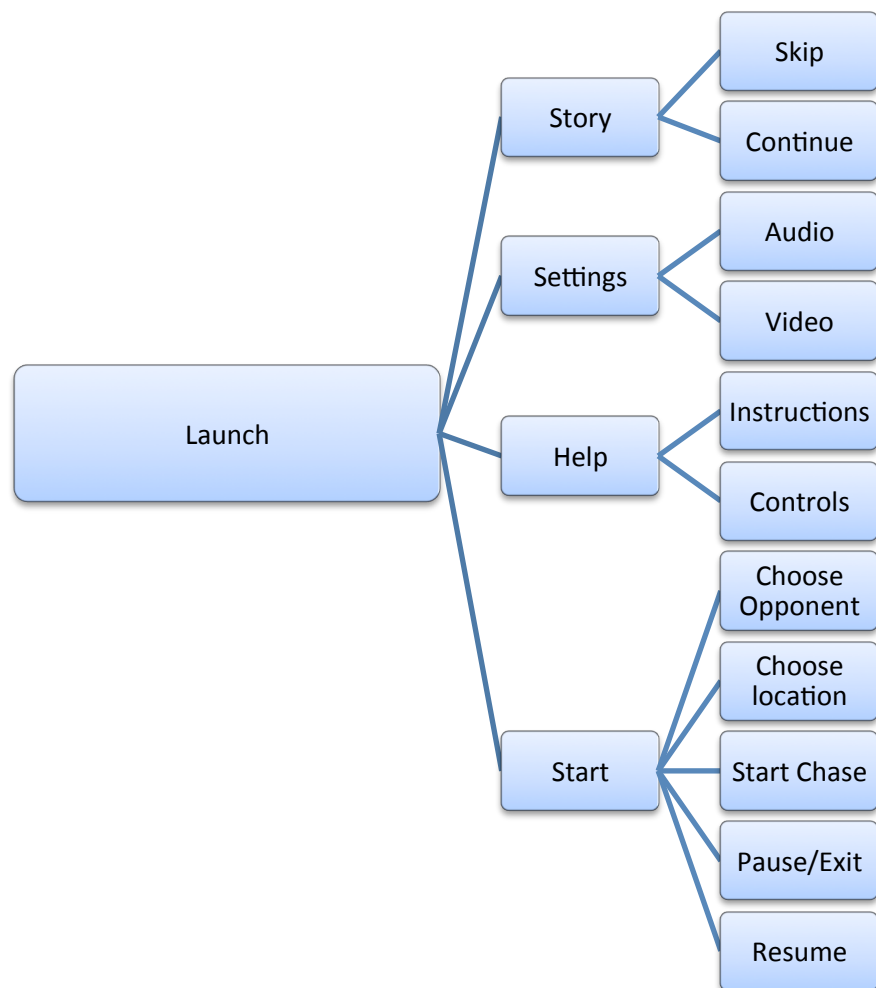 Launch
Story
Skip
Continue
Settings
Audio
Video
Help
Instructions
Controls
Start
Choose
Opponent
Choose
location
Start Chase
Pause/Exit
Resume